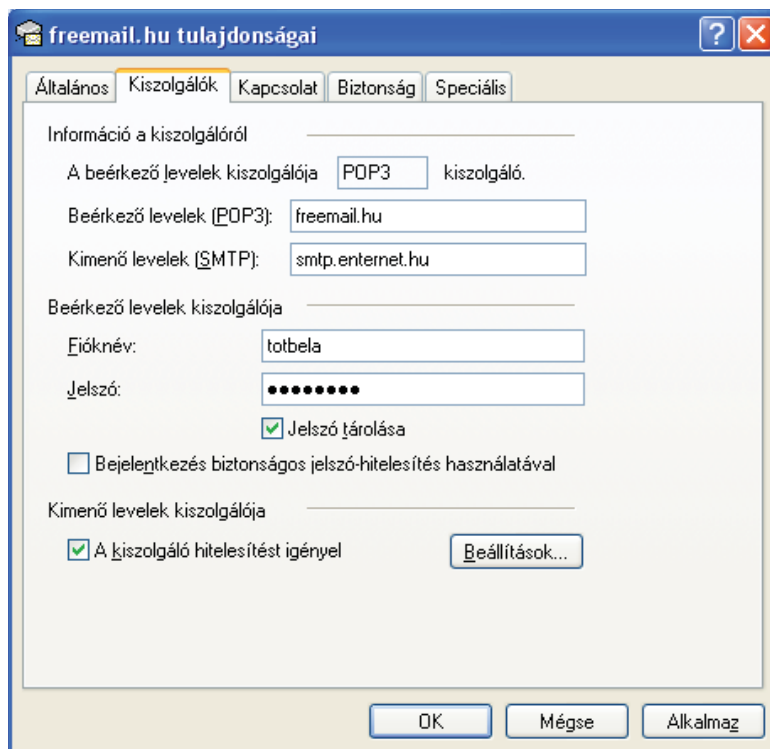 freemail.hu tulajdonságai
Általános Kiszolgálók Kapcsolat Biztonság Speciális
Információ a kiszolgálóról
A beérkező levelek kiszolgálója POP3 kiszolgáló.
Beérkező levelek (POP3): freemail.hu
Kimenő levelek (SMTP): smtp.enternet.hu
Beérkező levelek kiszolgálója
Fióknév: totbela
Jelszó: ●●●●●●●●
Jelszó tárolása
Bejelentkezés biztonságos jelszó-hitelesítés használatával
Kimenő levelek kiszolgálója
A kiszolgáló hitelesítést igényel Beállítások...
OK Mégse Alkalmaz